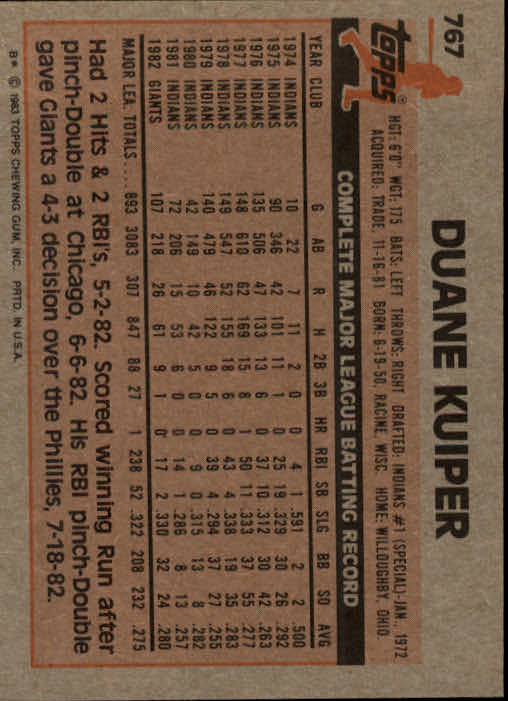 767
topps®
DUANE KUIPER
HGT: 6'0" WGT: 175 BATS: LEFT THROWS: RIGHT DRAFTED: INDIANS #1 (SPECIAL)-JAN., 1972
ACQUIRED: TRADE, 11-16-81 BORN: 6-19-50, RACINE, WISC. HOME: WILLOUGHBY, OHIO.
COMPLETE MAJOR LEAGUE BATTING RECORD
YEAR CLUB G AB R H 2B 3B HR RBI SB SLG BB SO AVG
1974 INDIANS 10 22 7 11 2 0 0 4 1 .591 2 2 .500
1975 INDIANS 90 346 42 101 11 1 0 25 19 .329 30 26 .292
1976 INDIANS 135 506 47 133 13 6 0 37 10 .312 30 42 .263
1977 INDIANS 148 610 62 169 15 8 1 50 11 .333 37 55 .277
1978 INDIANS 149 547 52 155 18 6 0 43 4 .338 19 35 .283
1979 INDIANS 140 479 46 122 9 5 0 39 4 .294 37 27 .255
1980 INDIANS 42 149 10 42 5 0 0 9 0 .315 13 8 .282
1981 INDIANS 72 206 15 53 6 0 0 14 1 .286 8 13 .257
1982 GIANTS 107 218 26 61 9 1 0 17 2 .330 32 24 .280
MAJOR LEA. TOTALS.... 893 3083 307 847 88 27 1 238 52 .322 208 232 .275
Had 2 Hits & 2 RBI's, 5-2-82. Scored winning Run after
pinch-Double at Chicago, 6-6-82. His RBI pinch-Double
gave Giants a 4-3 decision over the Phillies, 7-18-82.
B* © 1983 TOPPS CHEWING GUM, INC. PRTD. IN U.S.A.